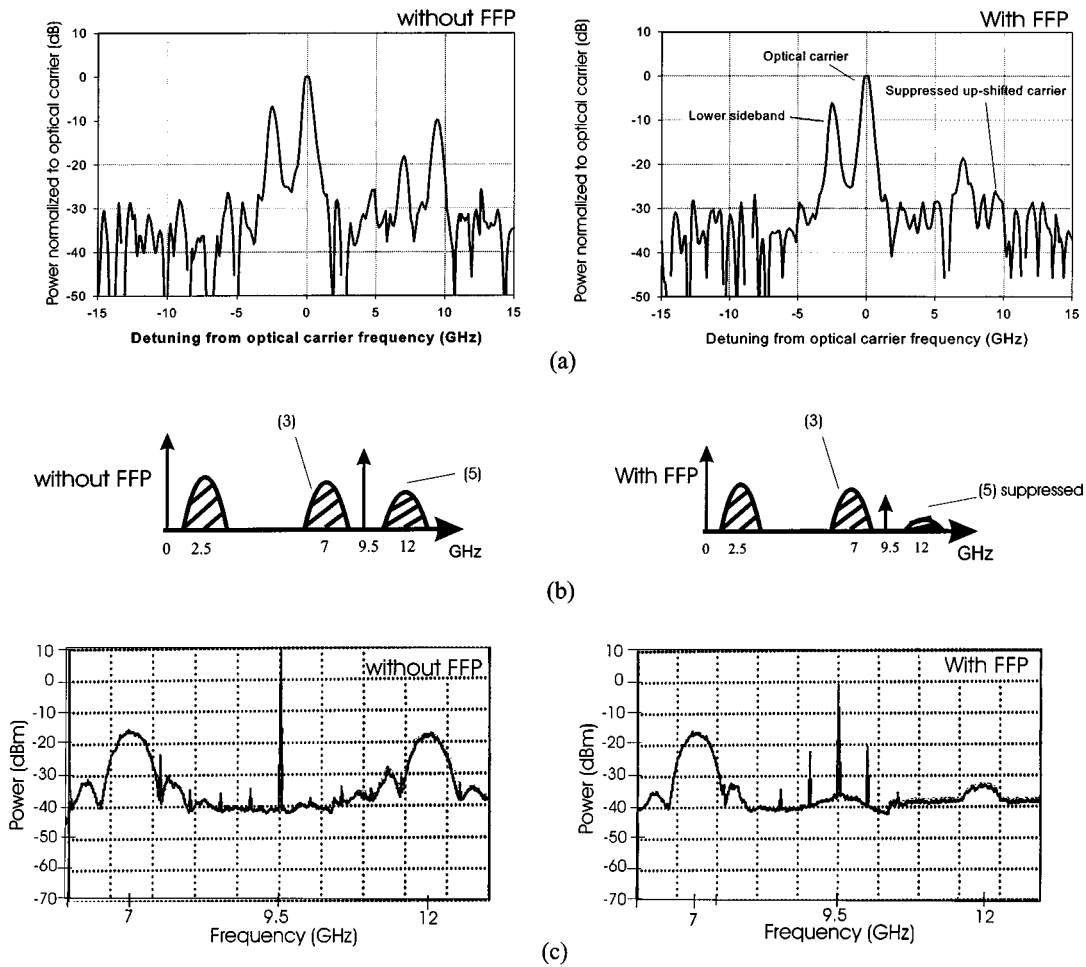 without FFP
Power normalized to optical carrier (dB)
10
0
-10
-20
-30
-40
-50
-15 -10 -5 0 5 10 15
Detuning from optical carrier frequency (GHz)
With FFP
Power normalized to optical carrier (dB)
10
0
-10
-20
-30
-40
-50
Optical carrier
Suppressed up-shifted carrier
Lower sideband
-15 -10 -5 0 5 10 15
Detuning from optical carrier frequency (GHz)
(a)
without FFP
(3)
(5)
0 2.5 7 9.5 12
GHz
With FFP
(3)
(5) suppressed
0 2.5 7 9.5 12
GHz
(b)
without FFP
Power (dBm)
10
0
-10
-20
-30
-40
-50
-60
-70
7 9.5 12
Frequency (GHz)
With FFP
Power (dBm)
10
0
-10
-20
-30
-40
-50
-60
-70
7 9.5 12
Frequency (GHz)
(c)